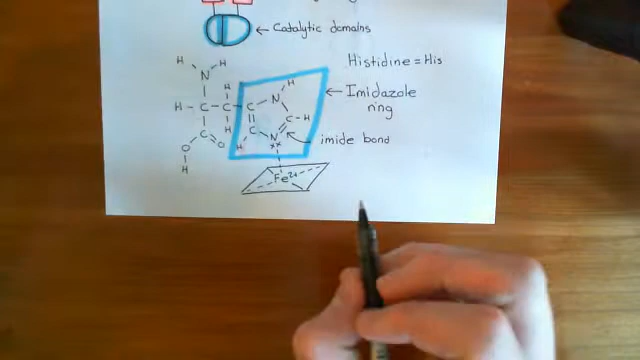 ← Catalytic domains
Histidine = His
← Imidazole
ring
imide bond
H H
N
H H
H - C - C - C N
H C - H
C C N
O O H
H
Fe2+